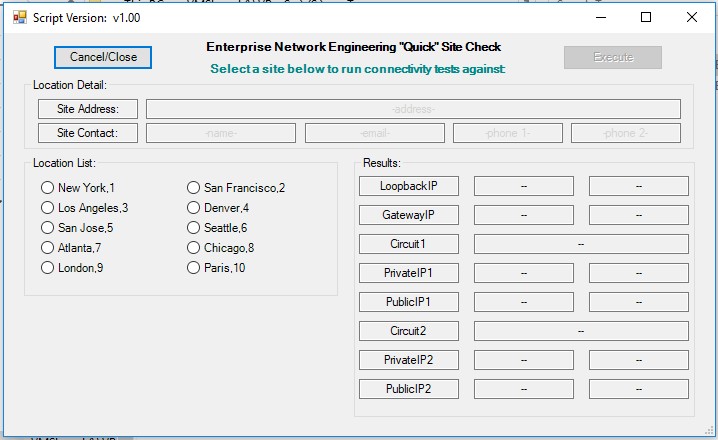 Script Version:  v1.00
Cancel/Close
Enterprise Network Engineering "Quick" Site Check
Select a site below to run connectivity tests against:
Execute
Location Detail:
Site Address:
-address-
Site Contact:
-name-
-email-
-phone 1-
-phone 2-
Location List:
New York,1
San Francisco,2
Los Angeles,3
Denver,4
San Jose,5
Seattle,6
Atlanta,7
Chicago,8
London,9
Paris,10
Results:
LoopbackIP
--
--
GatewayIP
--
--
Circuit1
--
PrivateIP1
--
--
PublicIP1
--
--
Circuit2
--
PrivateIP2
--
--
PublicIP2
--
--